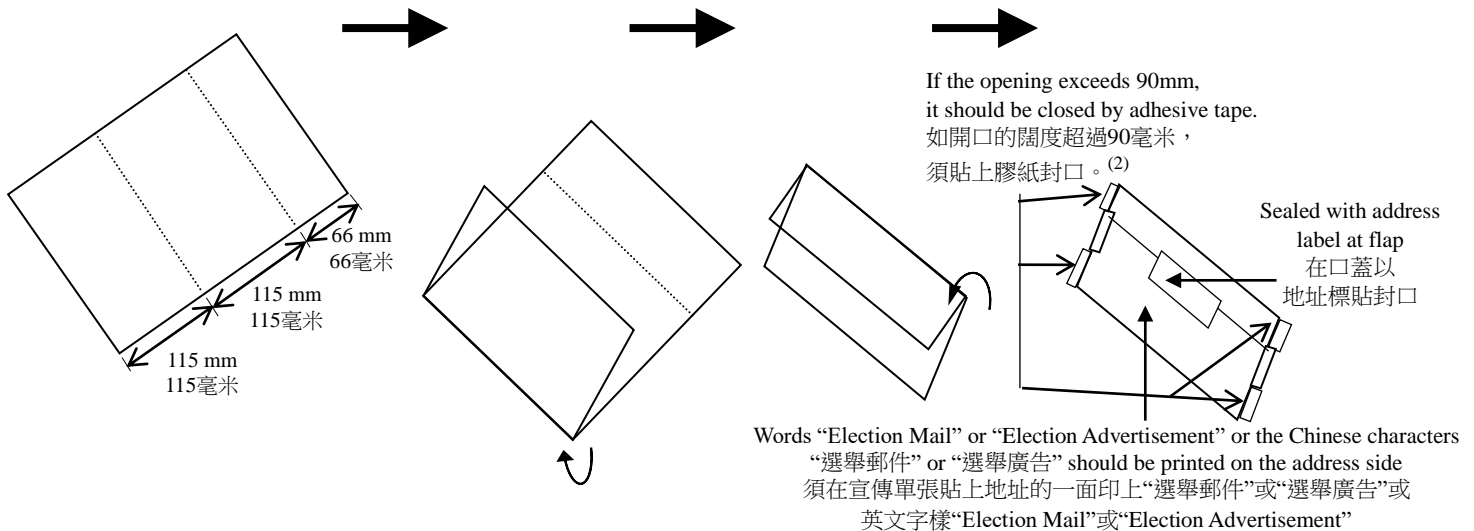 If the opening exceeds 90mm,
it should be closed by adhesive tape.
如開口的闊度超過90毫米，
須貼上膠紙封口。(2)
Sealed with address
label at flap
在口蓋以
地址標貼封口
66 mm
66毫米
115 mm
115毫米
115 mm
115毫米
Words “Election Mail” or “Election Advertisement” or the Chinese characters
“選舉郵件” or “選舉廣告” should be printed on the address side
須在宣傳單張貼上地址的一面印上“選舉郵件”或“選舉廣告”或
英文字樣“Election Mail”或“Election Advertisement”